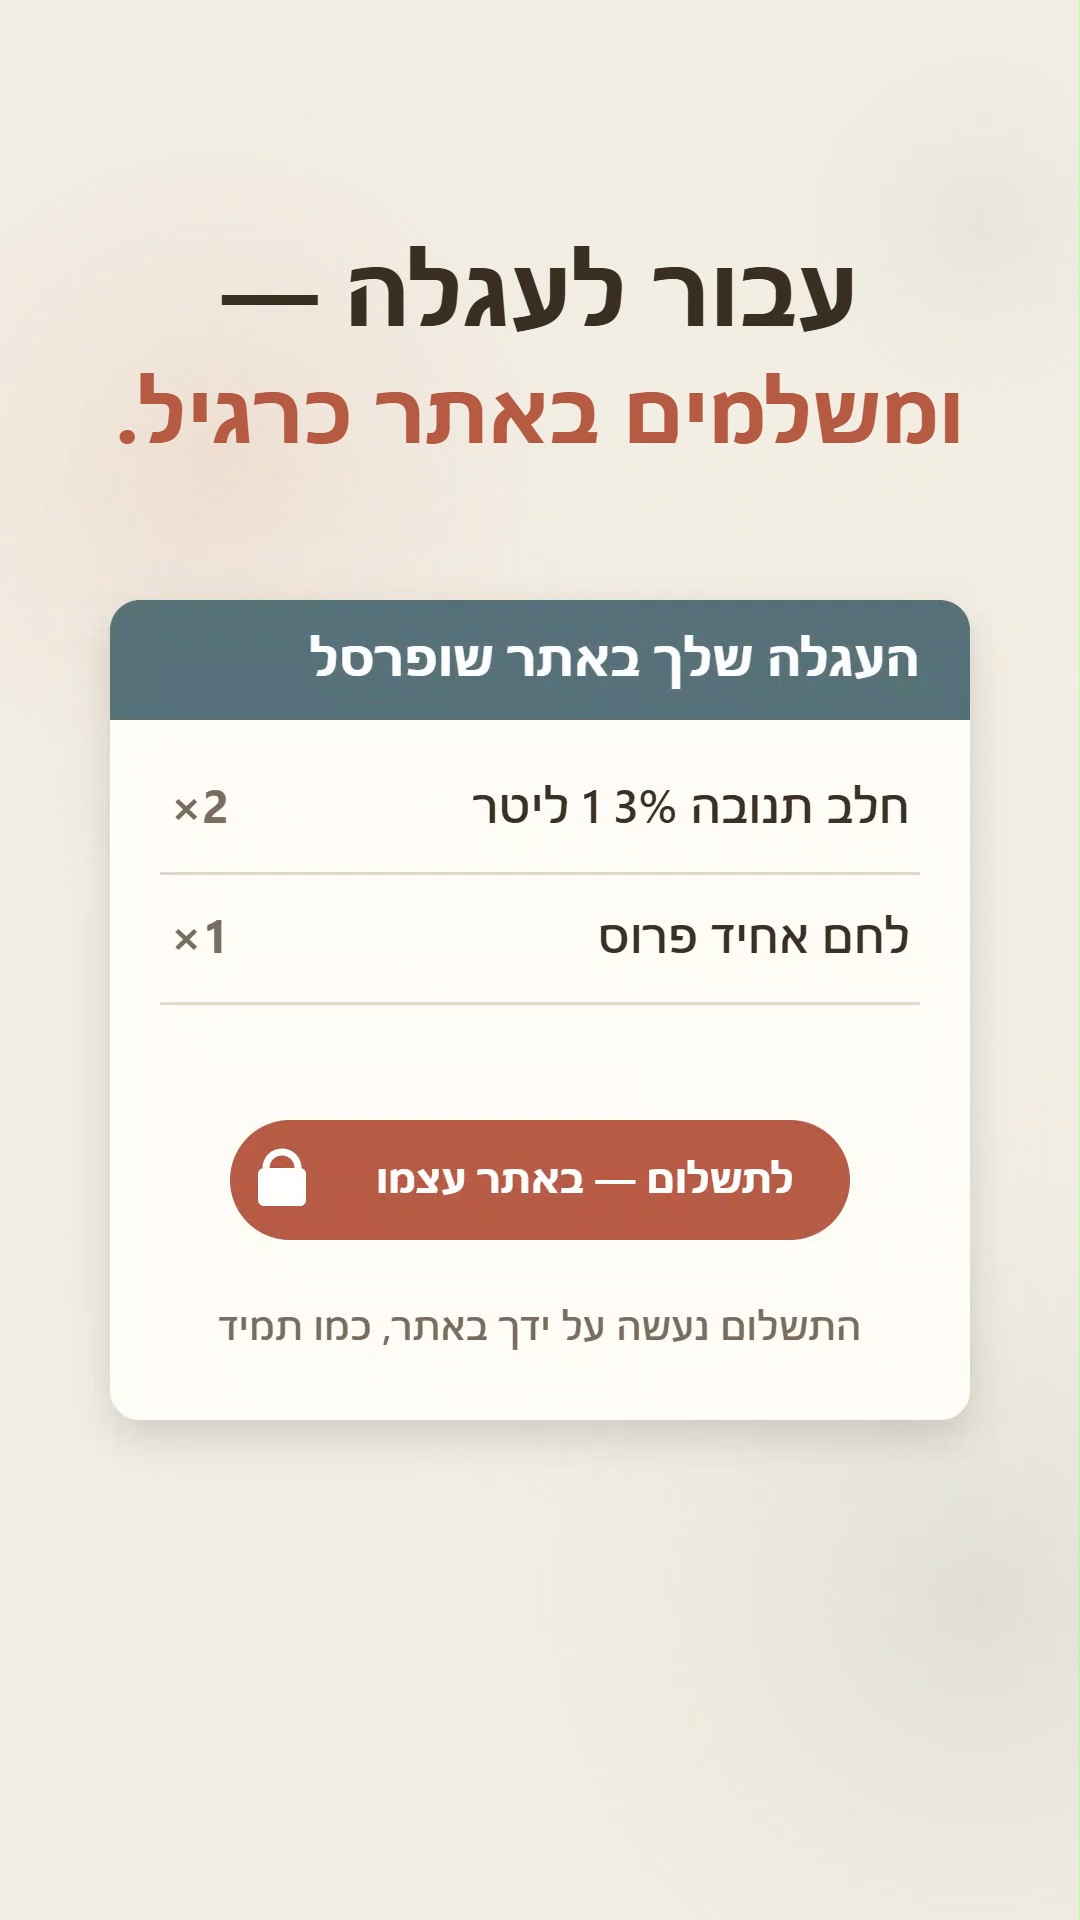 עבור לעגלה —
ומשלמים באתר כרגיל.
העגלה שלך באתר שופרסל
חלב תנובה 3% 1 ליטר ×2
לחם אחיד פרוס ×1
לתשלום — באתר עצמו
התשלום נעשה על ידך באתר, כמו תמיד